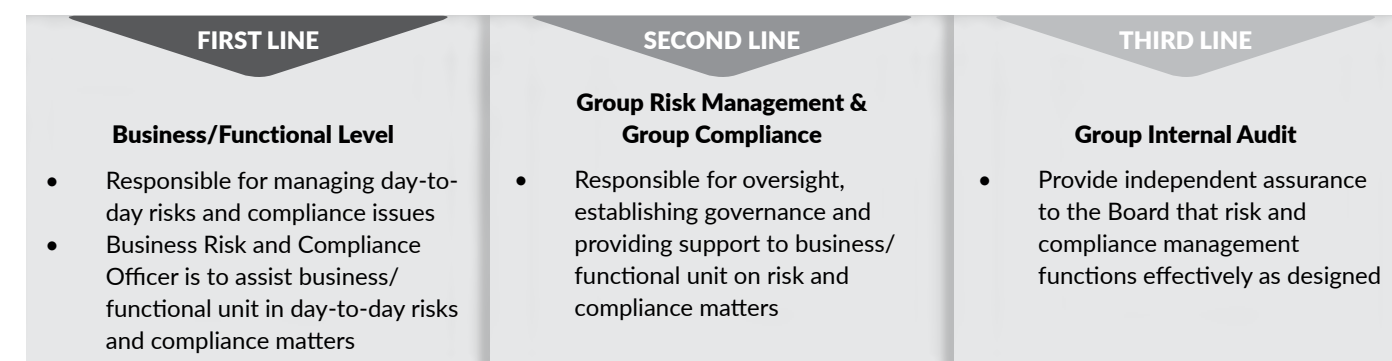 FIRST LINE
Business/Functional Level
• Responsible for managing day-to-
day risks and compliance issues
• Business Risk and Compliance
Officer is to assist business/
functional unit in day-to-day risks
and compliance matters
SECOND LINE
Group Risk Management &
Group Compliance
• Responsible for oversight,
establishing governance and
providing support to business/
functional unit on risk and
compliance matters
THIRD LINE
Group Internal Audit
• Provide independent assurance
to the Board that risk and
compliance management
functions effectively as designed